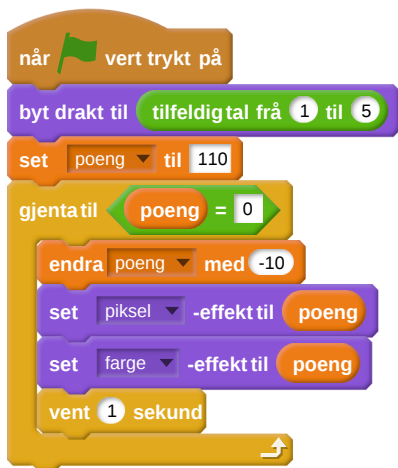 når vert trykt på
byt drakt til tilfeldig tal frå 1 til 5
set poeng til 110
gjenta til poeng = 0
endra poeng med -10
set piksel -effekt til poeng
set farge -effekt til poeng
vent 1 sekund